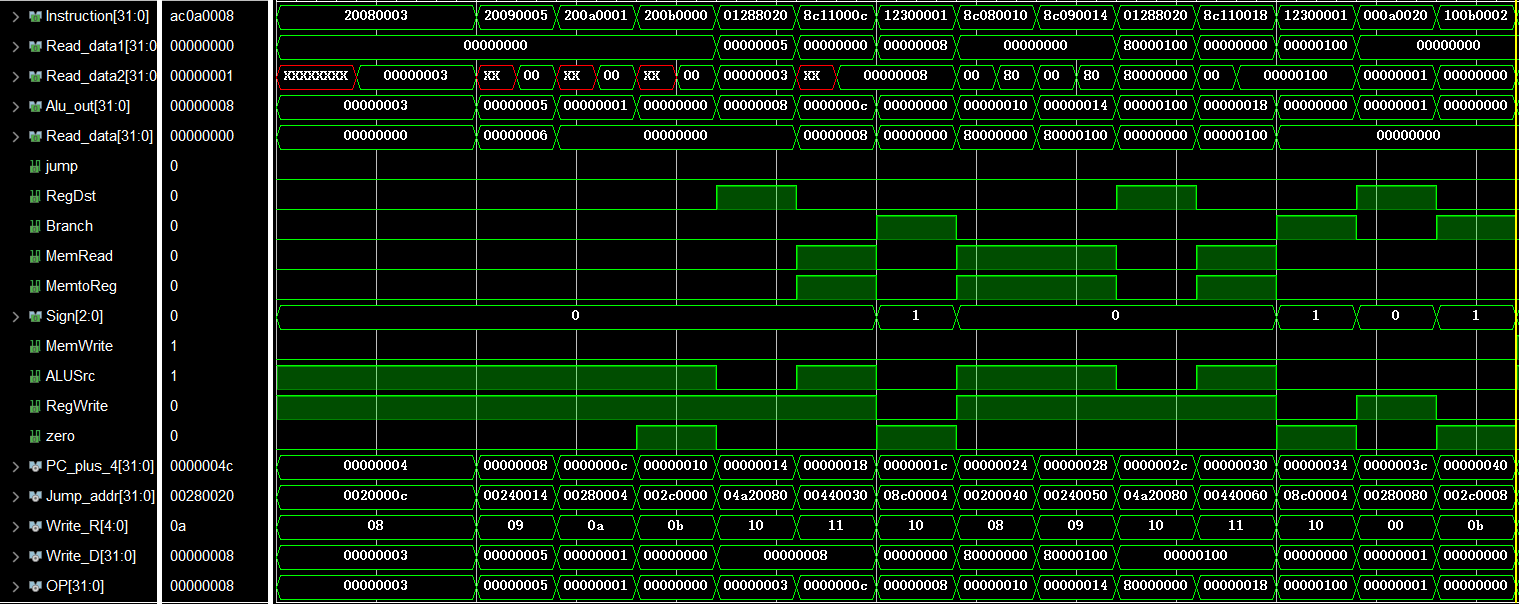 Instruction[31:0] ac0a0008 20080003 20090005 200a0001 200b0000 01288020 8c11000c 12300001 8c080010 8c090014 01288020 8c110018 12300001 000a0020 100b0002
Read_data1[31:0 00000000 00000000 00000005 00000000 00000008 00000000 80000100 00000000 00000100 00000000
Read_data2[31:0 00000001 XXXXXXXX 00000003 XX 00 XX 00 XX 00 00000003 XX 00000008 00 80 00 80 80000000 00 00000100 00000001 00000000
Alu_out[31:0] 00000008 00000003 00000005 00000001 00000000 00000008 0000000c 00000000 00000010 00000014 00000100 00000018 00000000 00000001 00000000
Read_data[31:0] 00000000 00000000 00000006 00000000 00000008 00000000 80000000 80000100 00000000 00000100 00000000
jump 0
RegDst 0
Branch 0
MemRead 0
MemtoReg 0
Sign[2:0] 0 0 1 0 1 0 1
MemWrite 1
ALUSrc 1
RegWrite 0
zero 0
PC_plus_4[31:0] 0000004c 00000004 00000008 0000000c 00000010 00000014 00000018 0000001c 00000024 00000028 0000002c 00000030 00000034 0000003c 00000040
Jump_addr[31:0] 00280020 0020000c 00240014 00280004 002c0000 04a20080 00440030 08c00004 00200040 00240050 04a20080 00440060 08c00004 00280080 002c0008
Write_R[4:0] 0a 08 09 0a 0b 10 11 10 08 09 10 11 10 00 0b
Write_D[31:0] 00000008 00000003 00000005 00000001 00000000 00000008 00000000 80000000 80000100 00000100 00000000 00000001 00000000
OP[31:0] 00000008 00000003 00000005 00000001 00000000 00000003 0000000c 00000008 00000010 00000014 80000000 00000018 00000100 00000001 00000000